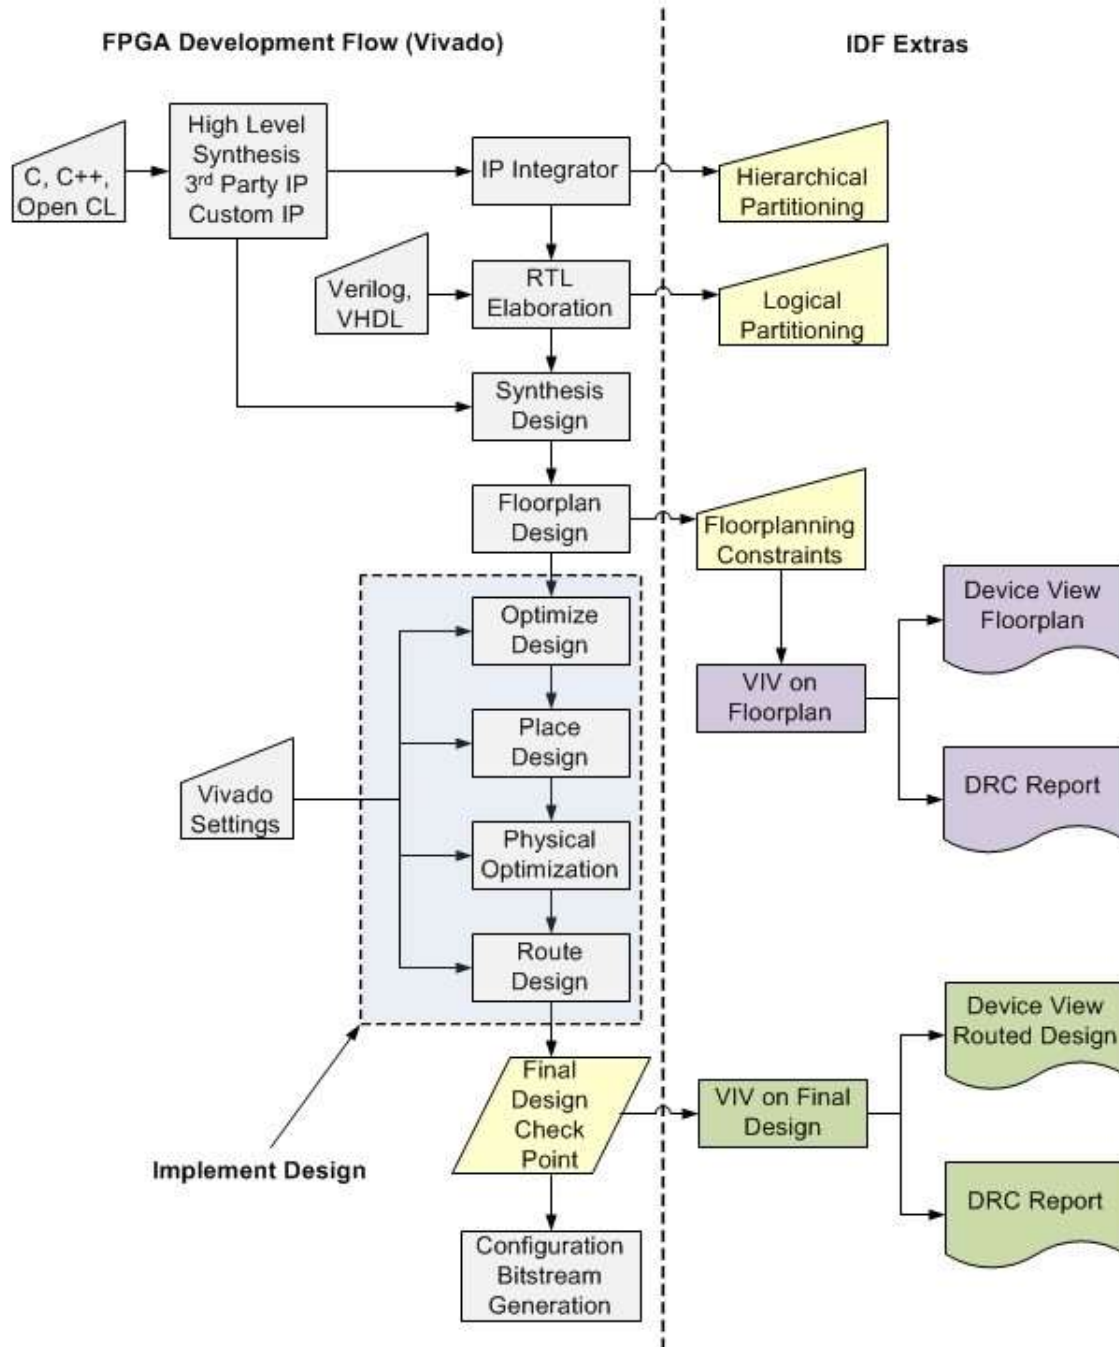 FPGA Development Flow (Vivado)
IDF Extras
C, C++,
Open CL
High Level
Synthesis
3rd Party IP
Custom IP
IP Integrator
Hierarchical
Partitioning
Verilog,
VHDL
RTL
Elaboration
Logical
Partitioning
Synthesis
Design
Floorplan
Design
Floorplanning
Constraints
Device View
Floorplan
Optimize
Design
VIV on
Floorplan
Place
Design
DRC Report
Vivado
Settings
Physical
Optimization
Route
Design
Device View
Routed Design
Final
Design
Check
Point
VIV on Final
Design
Implement Design
DRC Report
Configuration
Bitstream
Generation